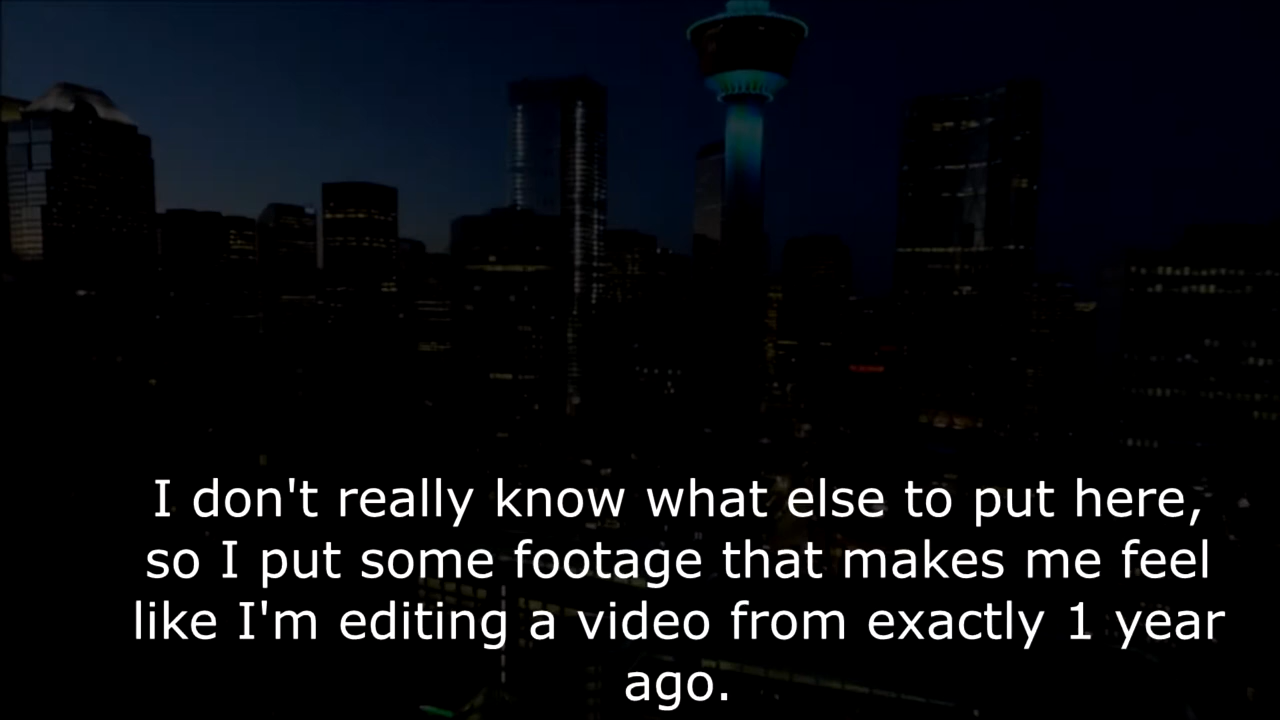 I don't really know what else to put here,
so I put some footage that makes me feel
like I'm editing a video from exactly 1 year
ago.